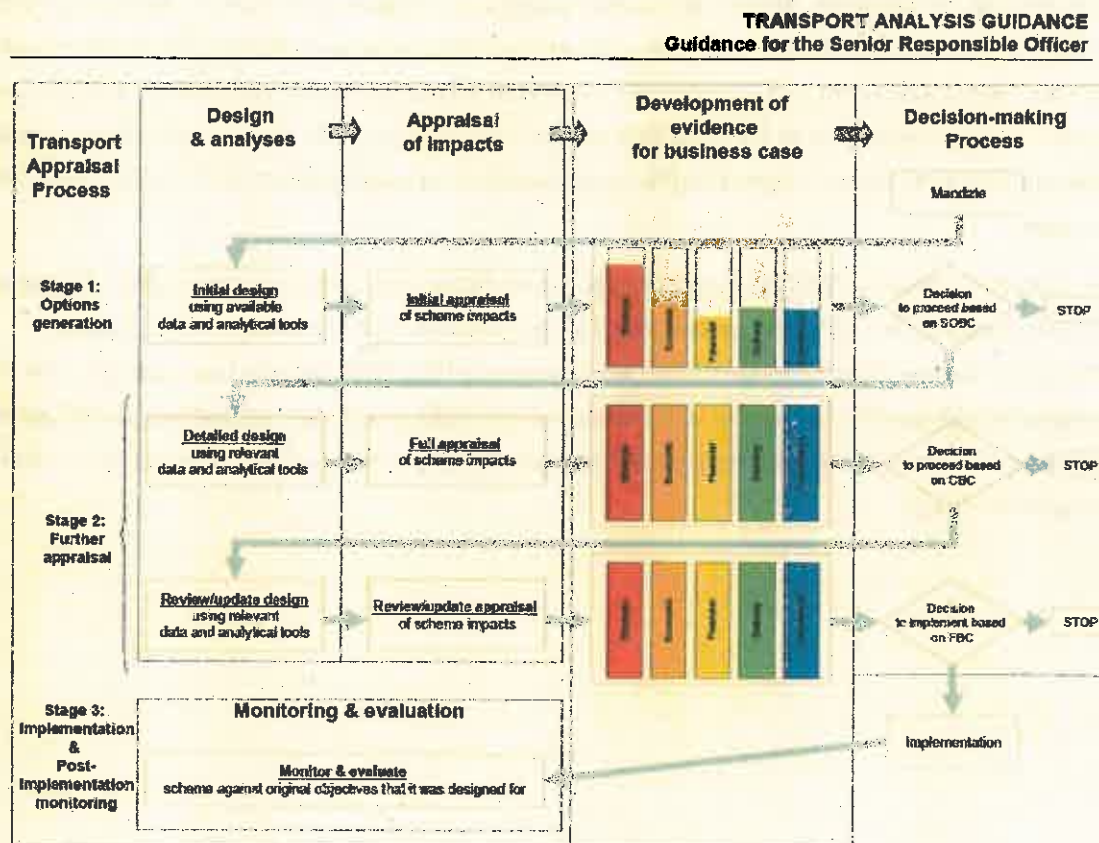 TRANSPORT ANALYSIS GUIDANCE
Guidance for the Senior Responsible Officer
Transport
Appraisal
Process
Design
& analyses
Appraisal
of impacts
Development of
evidence
for business case
Decision-making
Process
Mandate
Stage 1:
Options
generation
Initial design
using available
data and analytical tools
Initial appraisal
of scheme impacts
Decision
to proceed based
on SOBC
STOP
Stage 2:
Further
appraisal
Detailed design
using relevant
data and analytical tools
Full appraisal
of scheme impacts
Decision
to proceed based
on OBC
STOP
Review/update design
using relevant
data and analytical tools
Review/update appraisal
of scheme impacts
Decision
to implement based
on FBC
STOP
Stage 3:
Implementation
&
Post-
Implementation
monitoring
Monitoring & evaluation
Monitor & evaluate
scheme against original objectives that it was designed for
Implementation